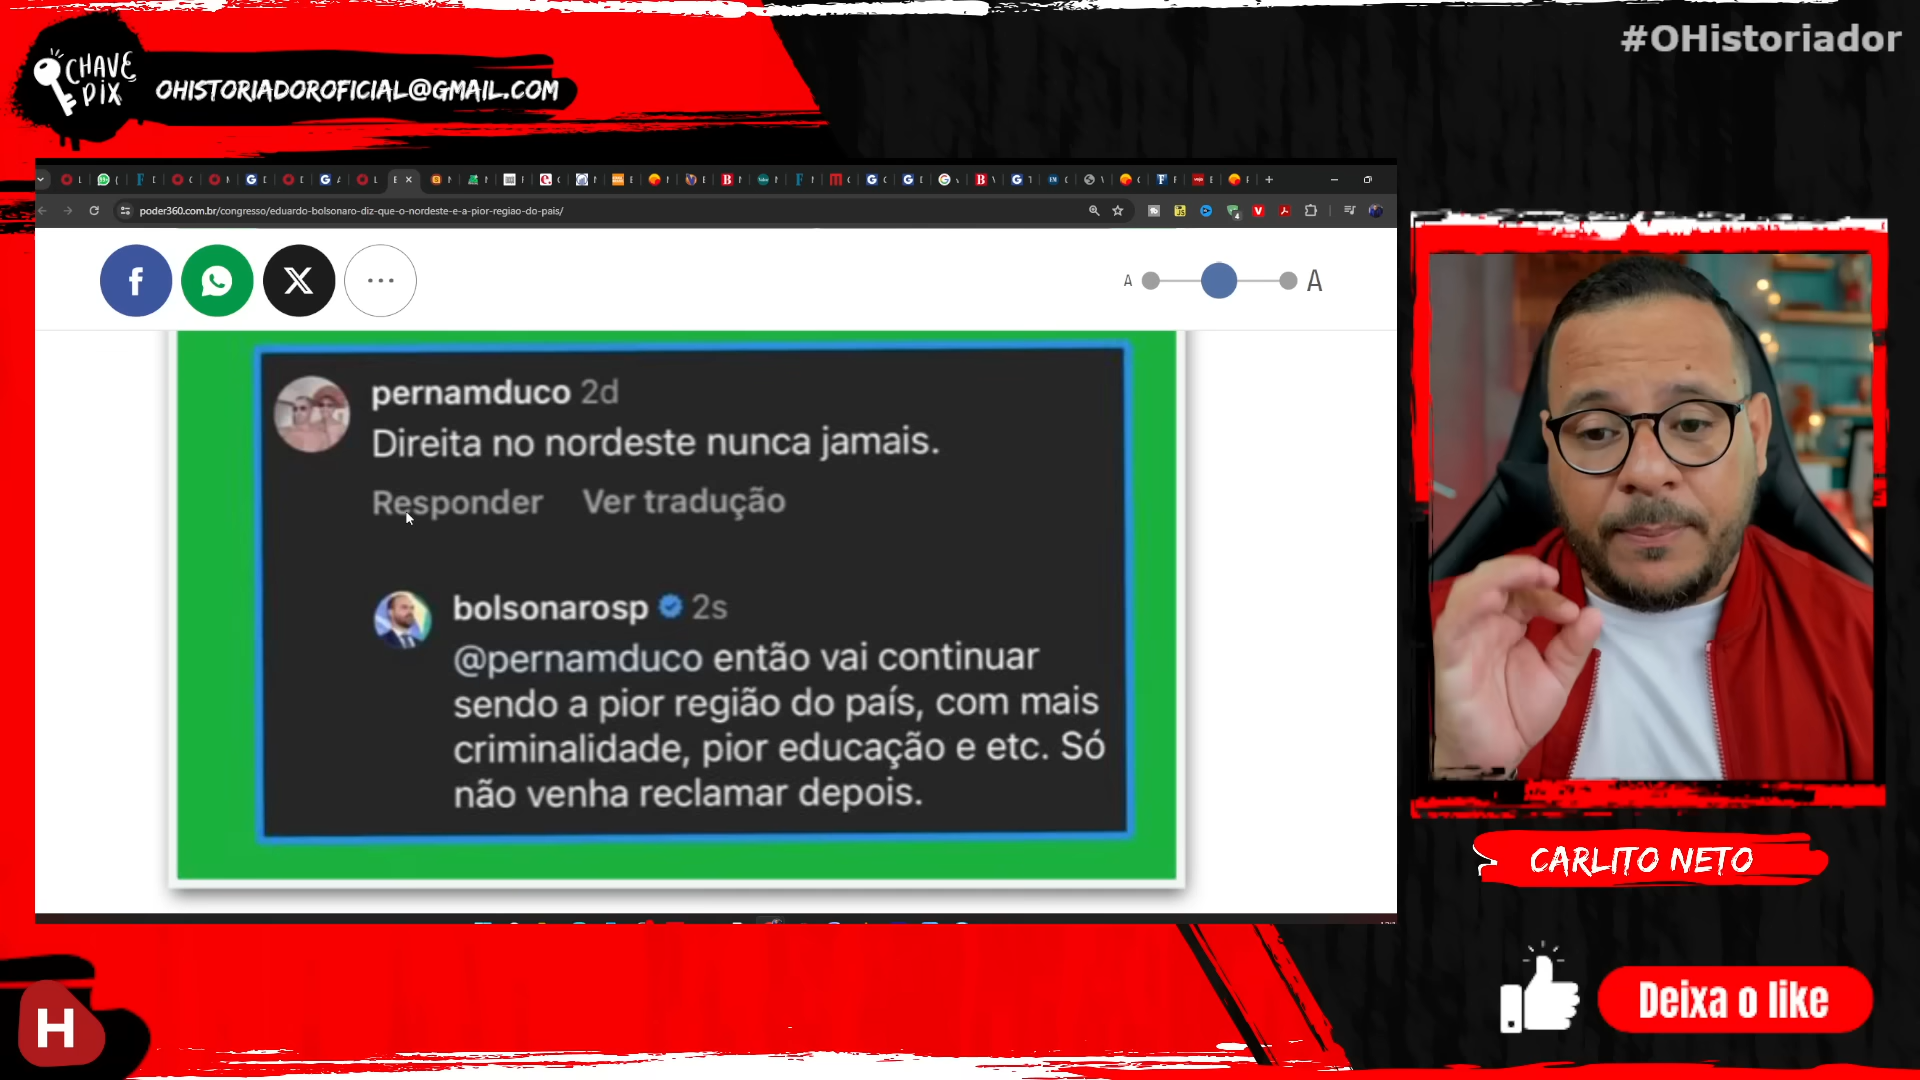 CHAVE
PIX
OHISTORIADOROFICIAL@GMAIL.COM
#OHistoriador
poder360.com.br/congresso/eduardo-bolsonaro-diz-que-o-nordeste-e-a-pior-regiao-do-pais/
A A
pernamduco 2d
Direita no nordeste nunca jamais.
Responder Ver tradução
bolsonarosp 2s
@pernamduco então vai continuar
sendo a pior região do país, com mais
criminalidade, pior educação e etc. Só
não venha reclamar depois.
CARLITO NETO
H
Deixa o like